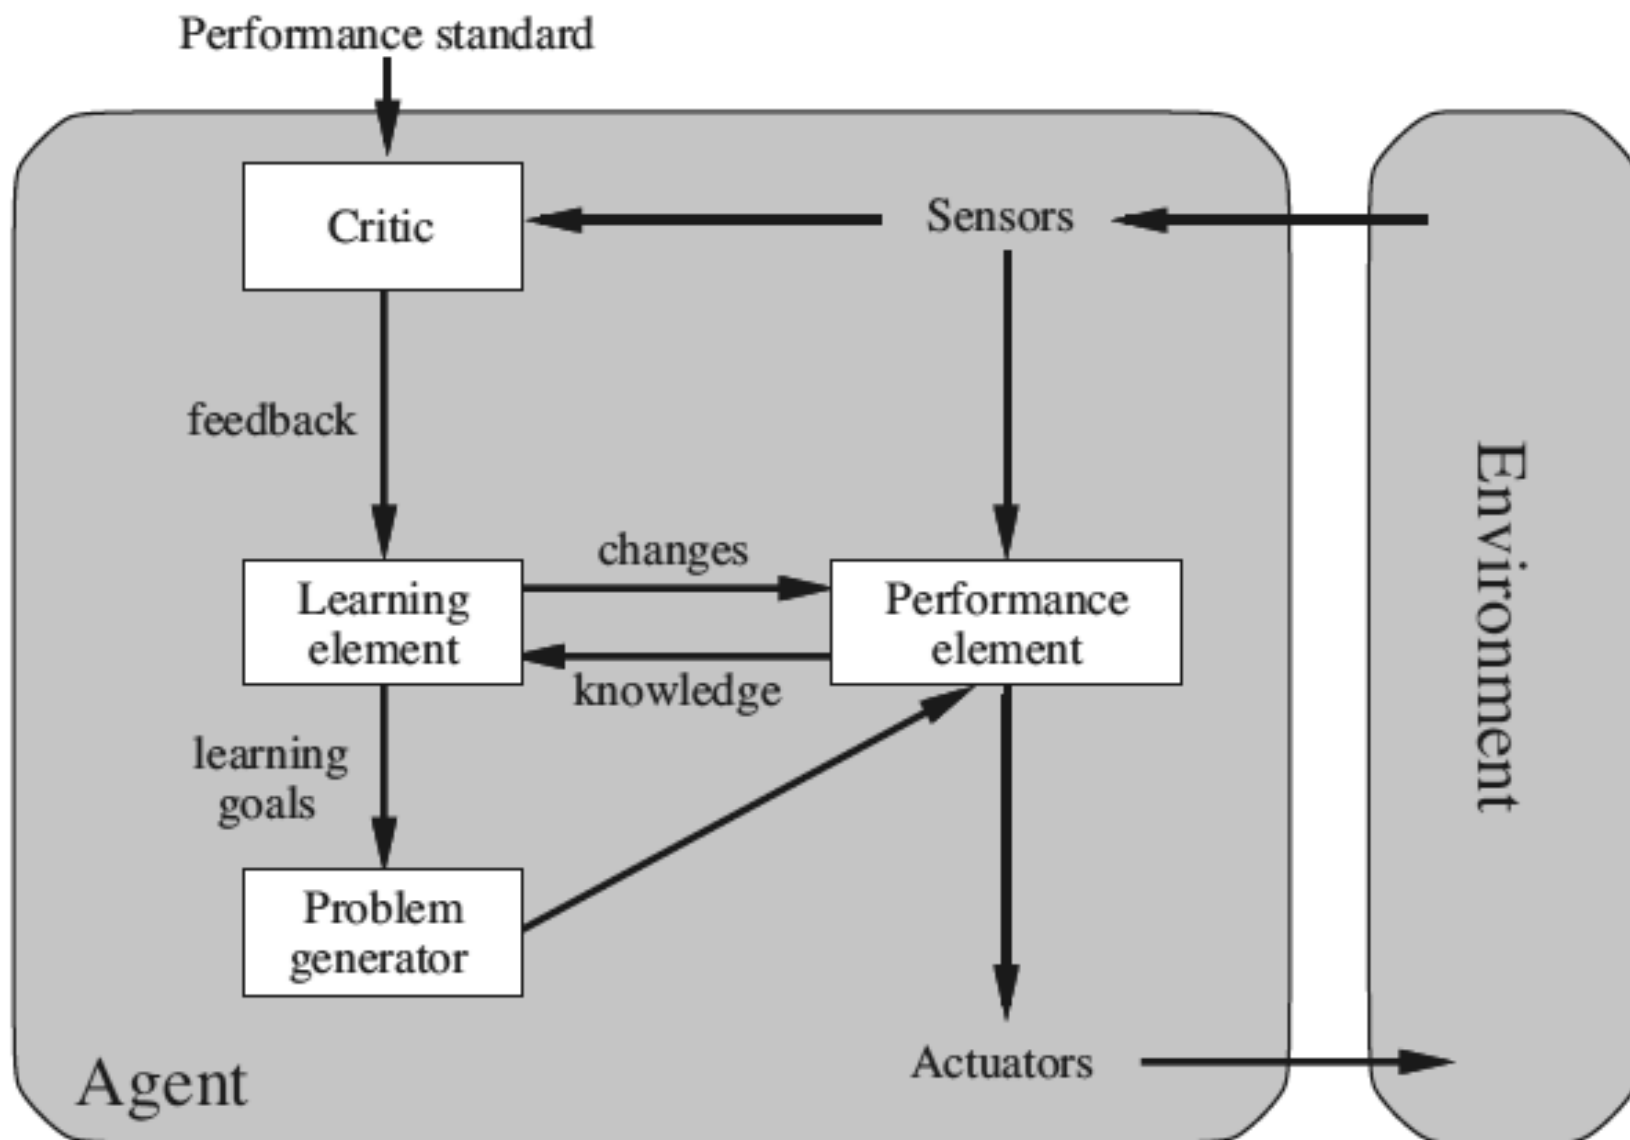 Performance standard
Critic
Sensors
feedback
changes
Learning
element
Performance
element
knowledge
learning
goals
Problem
generator
Agent
Actuators
Environment